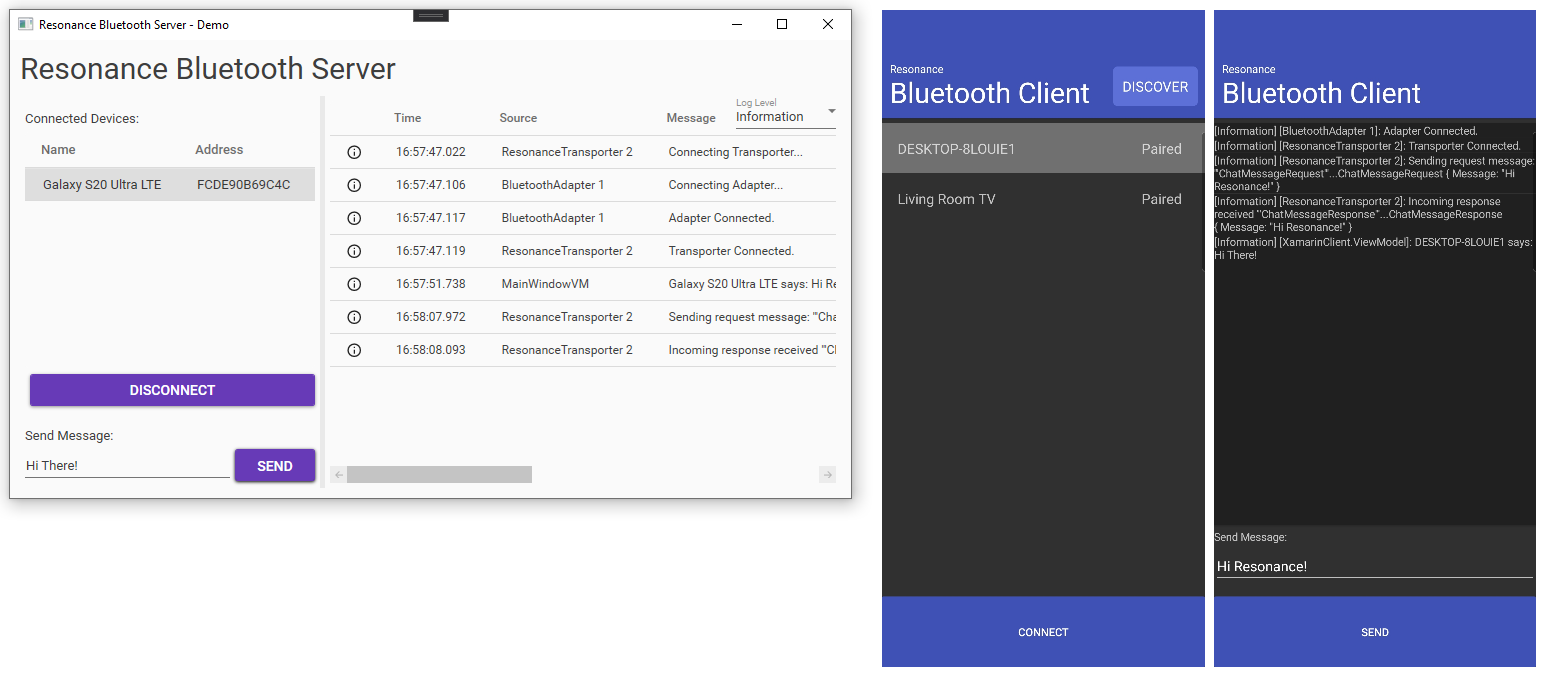 Resonance Bluetooth Server - Demo
Resonance Bluetooth Server
Connected Devices:
Name Address
Galaxy S20 Ultra LTE FCDE90B69C4C
DISCONNECT
Send Message:
Hi There!
SEND
Log Level
Time Source Message Information
16:57:47.022 ResonanceTransporter 2 Connecting Transporter...
16:57:47.106 BluetoothAdapter 1 Connecting Adapter...
16:57:47.117 BluetoothAdapter 1 Adapter Connected.
16:57:47.119 ResonanceTransporter 2 Transporter Connected.
16:57:51.738 MainWindowVM Galaxy S20 Ultra LTE says: Hi Re
16:58:07.972 ResonanceTransporter 2 Sending request message: "'Cha
16:58:08.093 ResonanceTransporter 2 Incoming response received "'Cl
Resonance
Bluetooth Client
DISCOVER
DESKTOP-8LOUIE1 Paired
Living Room TV Paired
CONNECT
Resonance
Bluetooth Client
[Information] [BluetoothAdapter 1]: Adapter Connected.
[Information] [ResonanceTransporter 2]: Transporter Connected.
[Information] [ResonanceTransporter 2]: Sending request message:
"'ChatMessageRequest'"...ChatMessageRequest { Message: "Hi
Resonance!" }
[Information] [ResonanceTransporter 2]: Incoming response
received "'ChatMessageResponse'"...ChatMessageResponse
{ Message: "Hi Resonance!" }
[Information] [XamarinClient.ViewModel]: DESKTOP-8LOUIE1 says:
Hi There!
Send Message:
Hi Resonance!
SEND